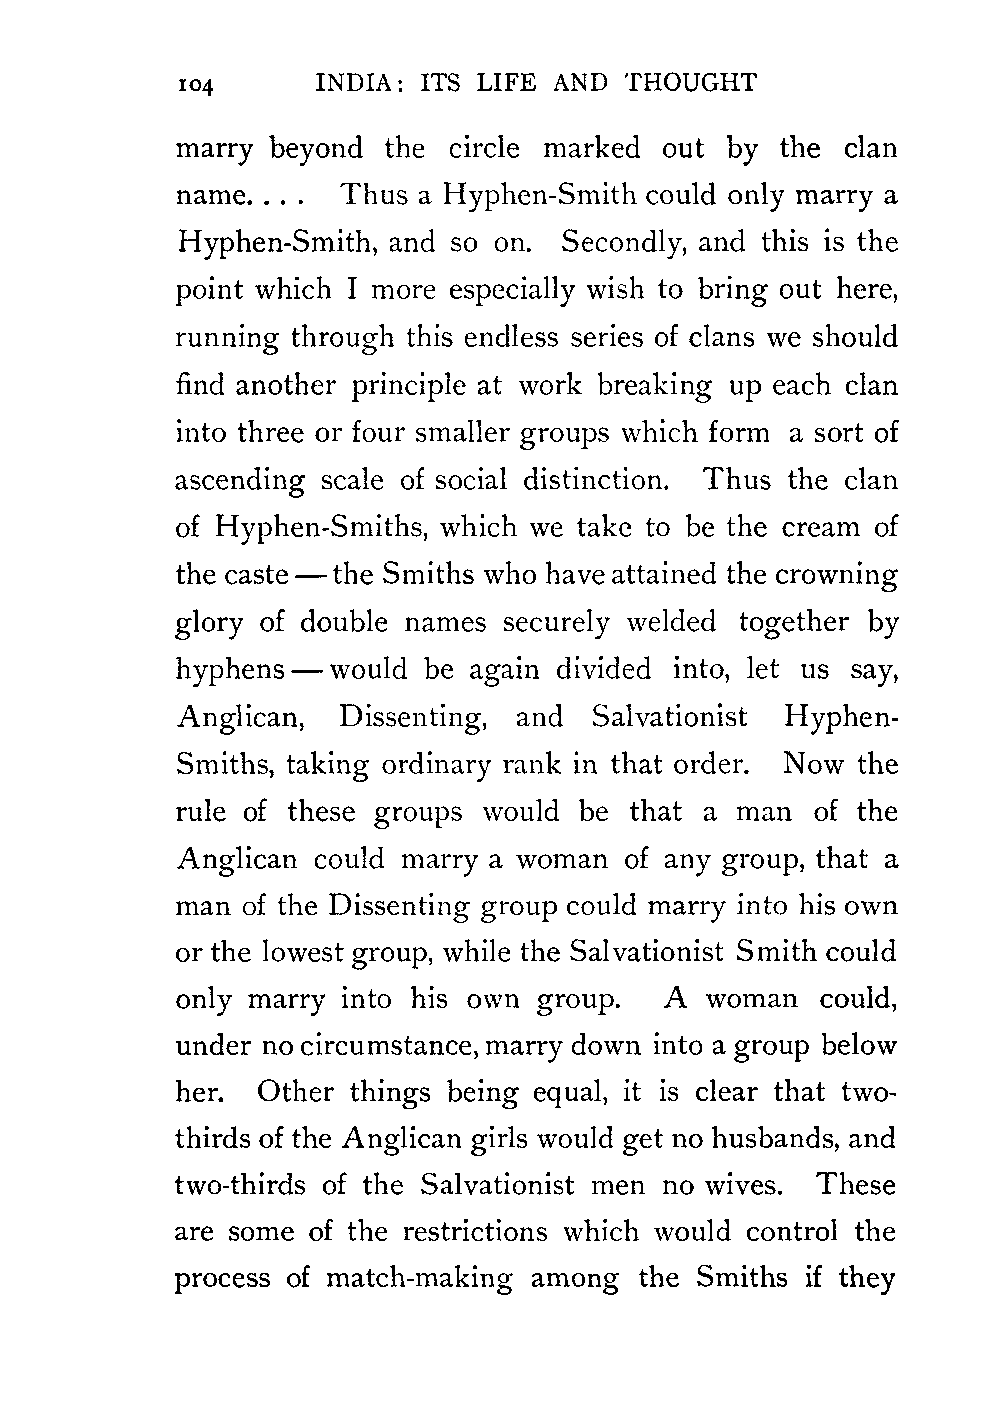 104 INDIA: ITS LIFE AND THOUGHT
marry beyond the circle marked out by the clan
name. . . . Thus a Hyphen-Smith could only marry a
Hyphen-Smith, and so on. Secondly, and this is the
point which I more especially wish to bring out here,
running through this endless series of clans we should
find another principle at work breaking up each clan
into three or four smaller groups which form a sort of
ascending scale of social distinction. Thus the clan
of Hyphen-Smiths, which we take to be the cream of
the caste — the Smiths who have attained the crowning
glory of double names securely welded together by
hyphens — would be again divided into, let us say,
Anglican, Dissenting, and Salvationist Hyphen-
Smiths, taking ordinary rank in that order. Now the
rule of these groups would be that a man of the
Anglican could marry a woman of any group, that a
man of the Dissenting group could marry into his own
or the lowest group, while the Salvationist Smith could
only marry into his own group. A woman could,
under no circumstance, marry down into a group below
her. Other things being equal, it is clear that two-
thirds of the Anglican girls would get no husbands, and
two-thirds of the Salvationist men no wives. These
are some of the restrictions which would control the
process of match-making among the Smiths if they